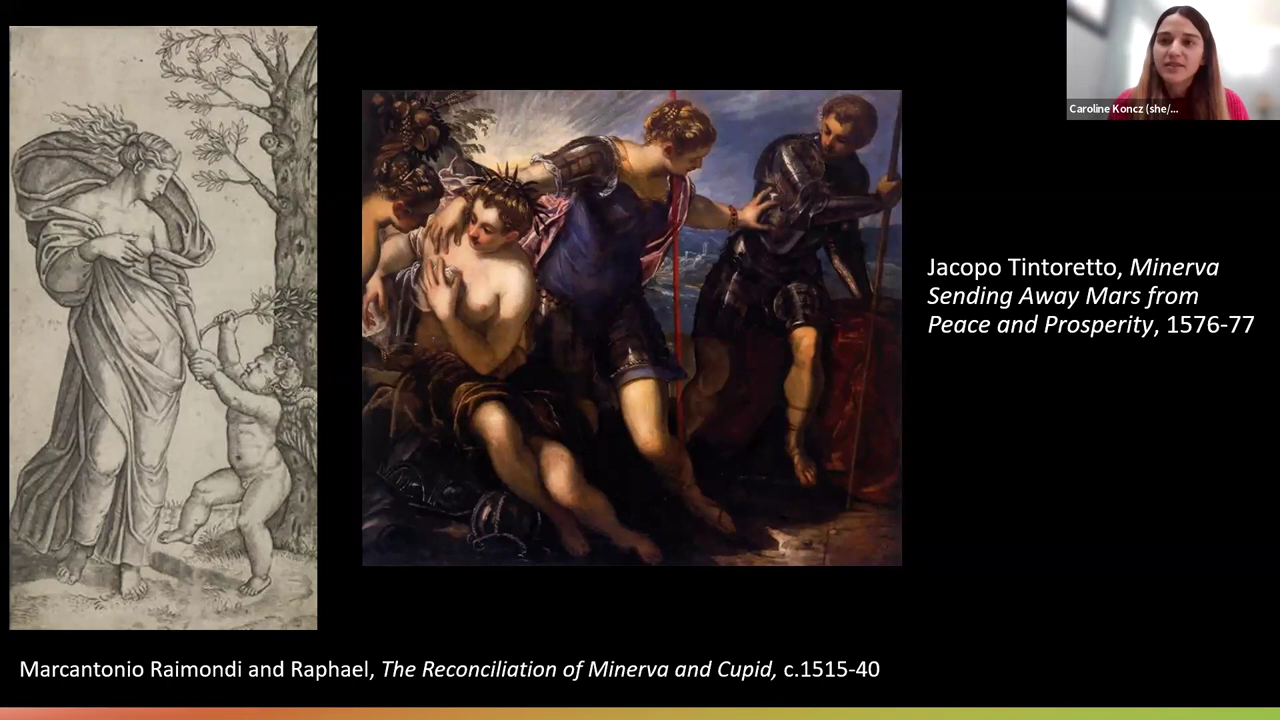 Caroline Koncz (she/...
Jacopo Tintoretto, Minerva
Sending Away Mars from
Peace and Prosperity, 1576-77
Marcantonio Raimondi and Raphael, The Reconciliation of Minerva and Cupid, c.1515-40